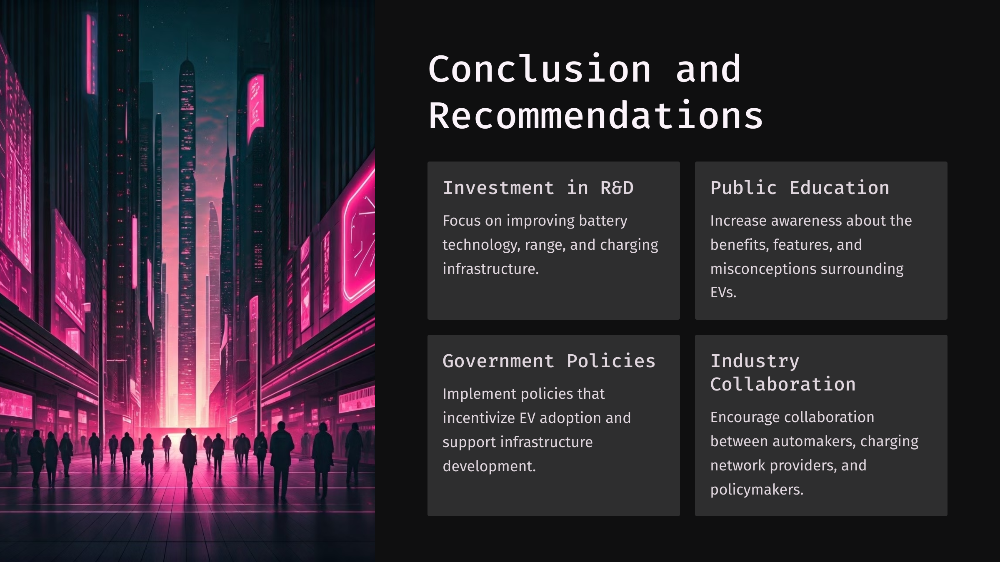 Conclusion and
Recommendations
Investment in R&D
Focus on improving battery
technology, range, and charging
infrastructure.
Public Education
Increase awareness about the
benefits, features, and
misconceptions surrounding
EVs.
Government Policies
Implement policies that
incentivize EV adoption and
support infrastructure
development.
Industry
Collaboration
Encourage collaboration
between automakers, charging
network providers, and
policymakers.